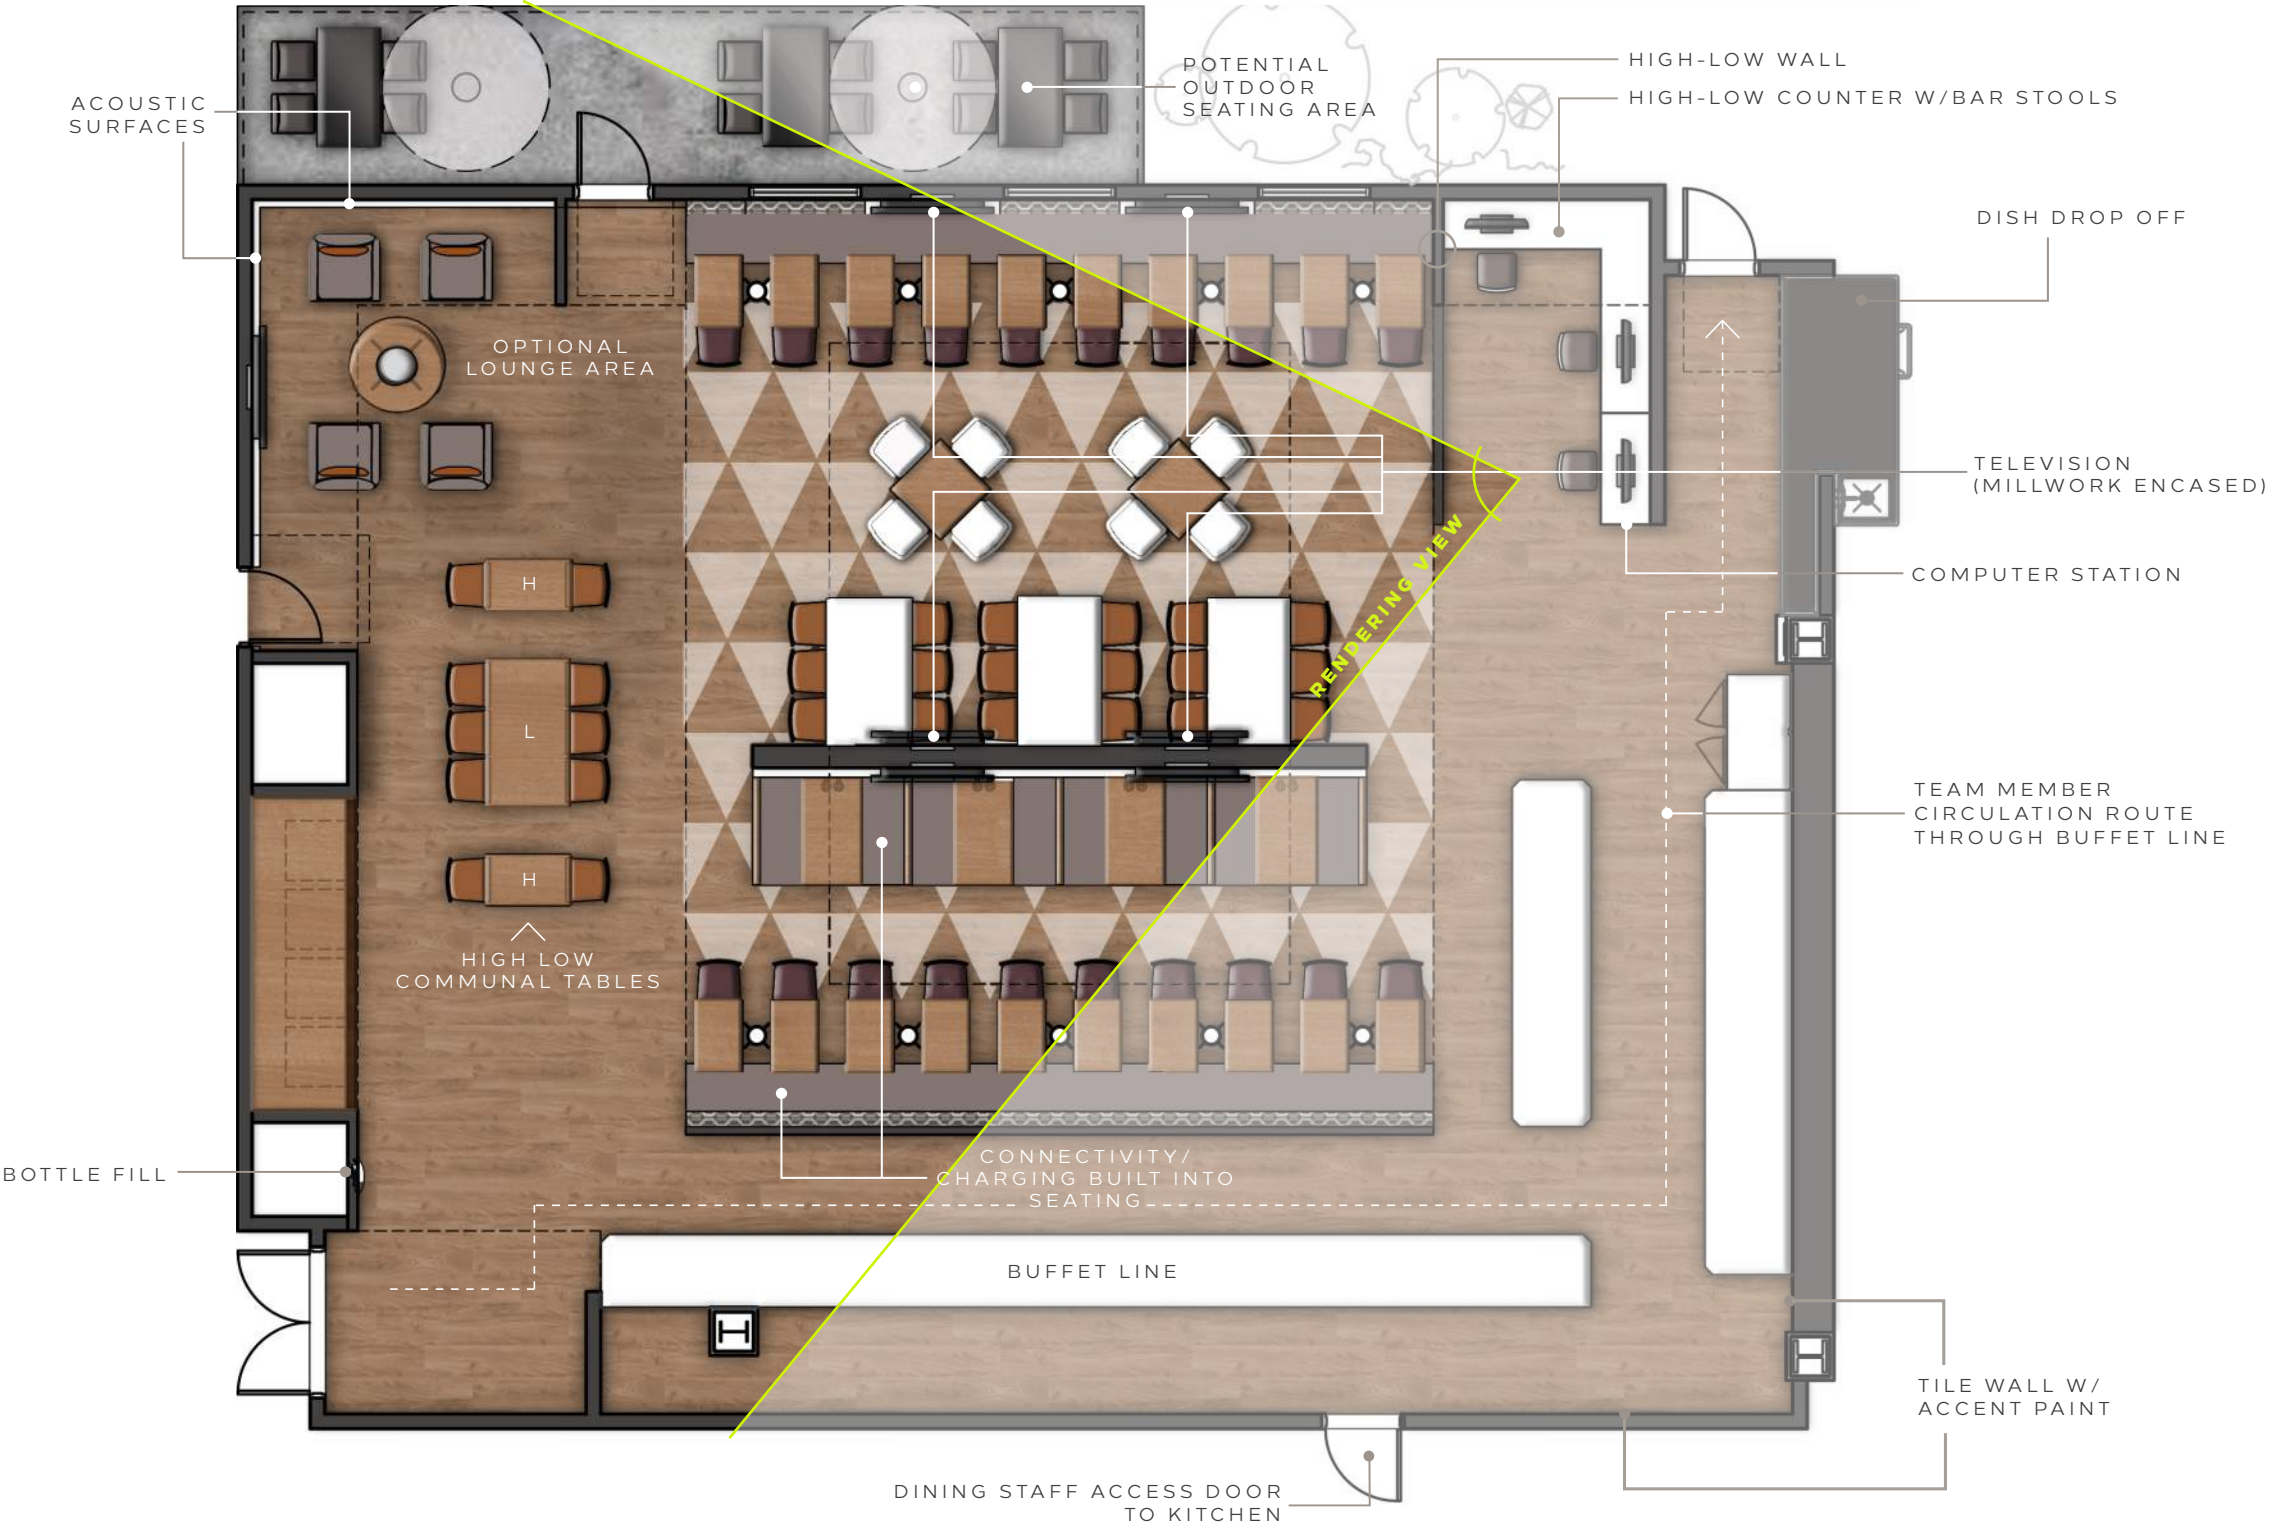 ACOUSTIC
SURFACES
POTENTIAL
OUTDOOR
SEATING AREA
HIGH-LOW WALL
HIGH-LOW COUNTER W/BAR STOOLS
DISH DROP OFF
OPTIONAL
LOUNGE AREA
TELEVISION
(MILLWORK ENCASED)
RENDERING VIEW
COMPUTER STATION
H
L
H
HIGH LOW
COMMUNAL TABLES
TEAM MEMBER
CIRCULATION ROUTE
THROUGH BUFFET LINE
BOTTLE FILL
CONNECTIVITY/
CHARGING BUILT INTO
SEATING
BUFFET LINE
TILE WALL W/
ACCENT PAINT
DINING STAFF ACCESS DOOR
TO KITCHEN